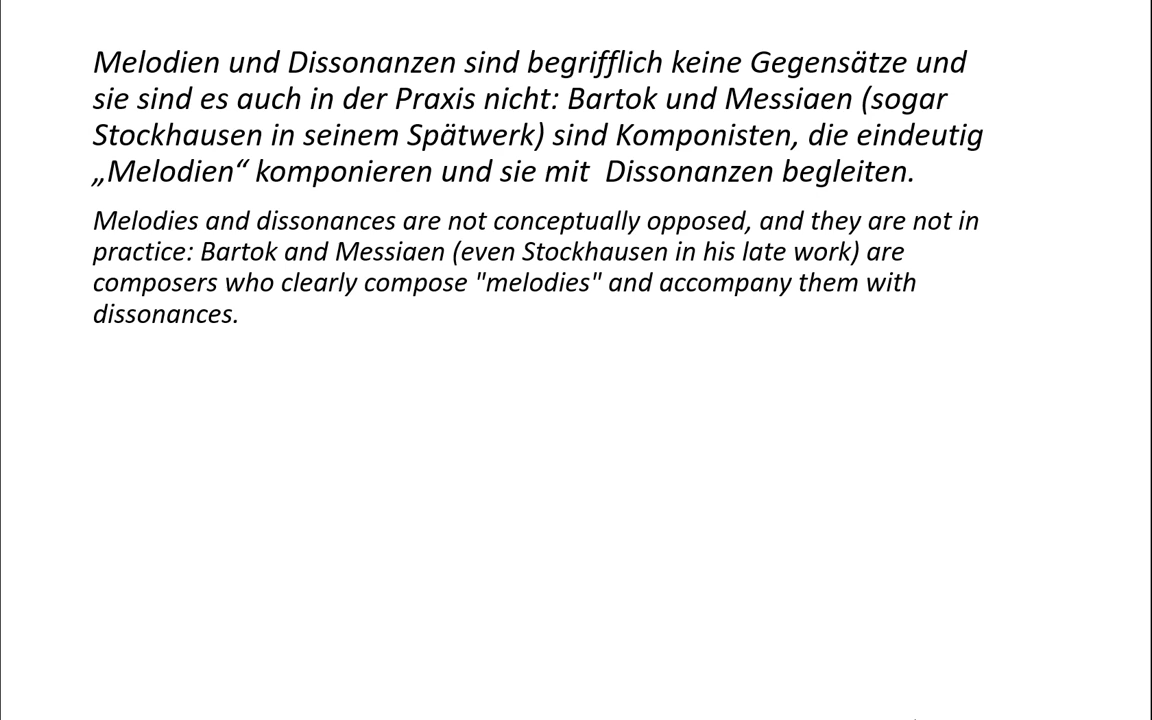 Melodien und Dissonanzen sind begrifflich keine Gegensätze und
sie sind es auch in der Praxis nicht: Bartok und Messiaen (sogar
Stockhausen in seinem Spätwerk) sind Komponisten, die eindeutig
„Melodien“ komponieren und sie mit  Dissonanzen begleiten.
Melodies and dissonances are not conceptually opposed, and they are not in
practice: Bartok and Messiaen (even Stockhausen in his late work) are
composers who clearly compose "melodies" and accompany them with
dissonances.